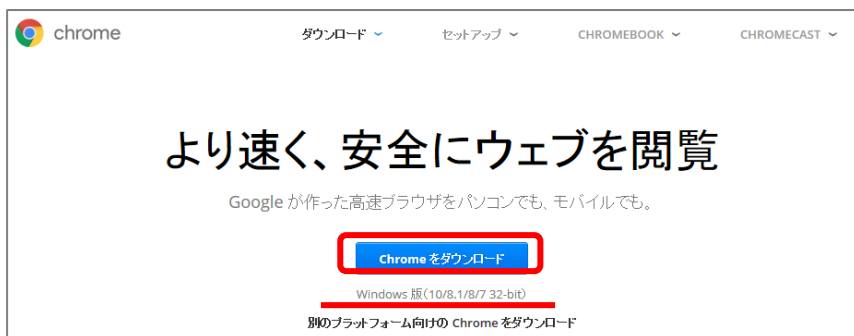 chrome ダウンロード セットアップ CHROMEBOOK CHROMECAST
より速く、安全にウェブを閲覧
Google が作った高速ブラウザをパソコンでも、モバイルでも。
Chrome をダウンロード
Windows 版（10/8.1/8/7 32-bit）
別のプラットフォーム向けの Chrome をダウンロード